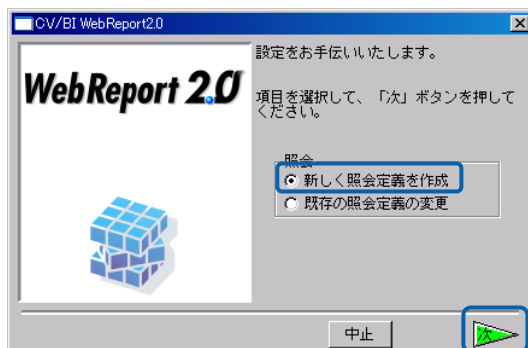 CV/BI WebReport2.0
設定をお手伝いいたします。
WebReport 2.0
項目を選択して、「次」ボタンを押して
ください。
照会
新しく照会定義を作成
既存の照会定義の変更
中止
次